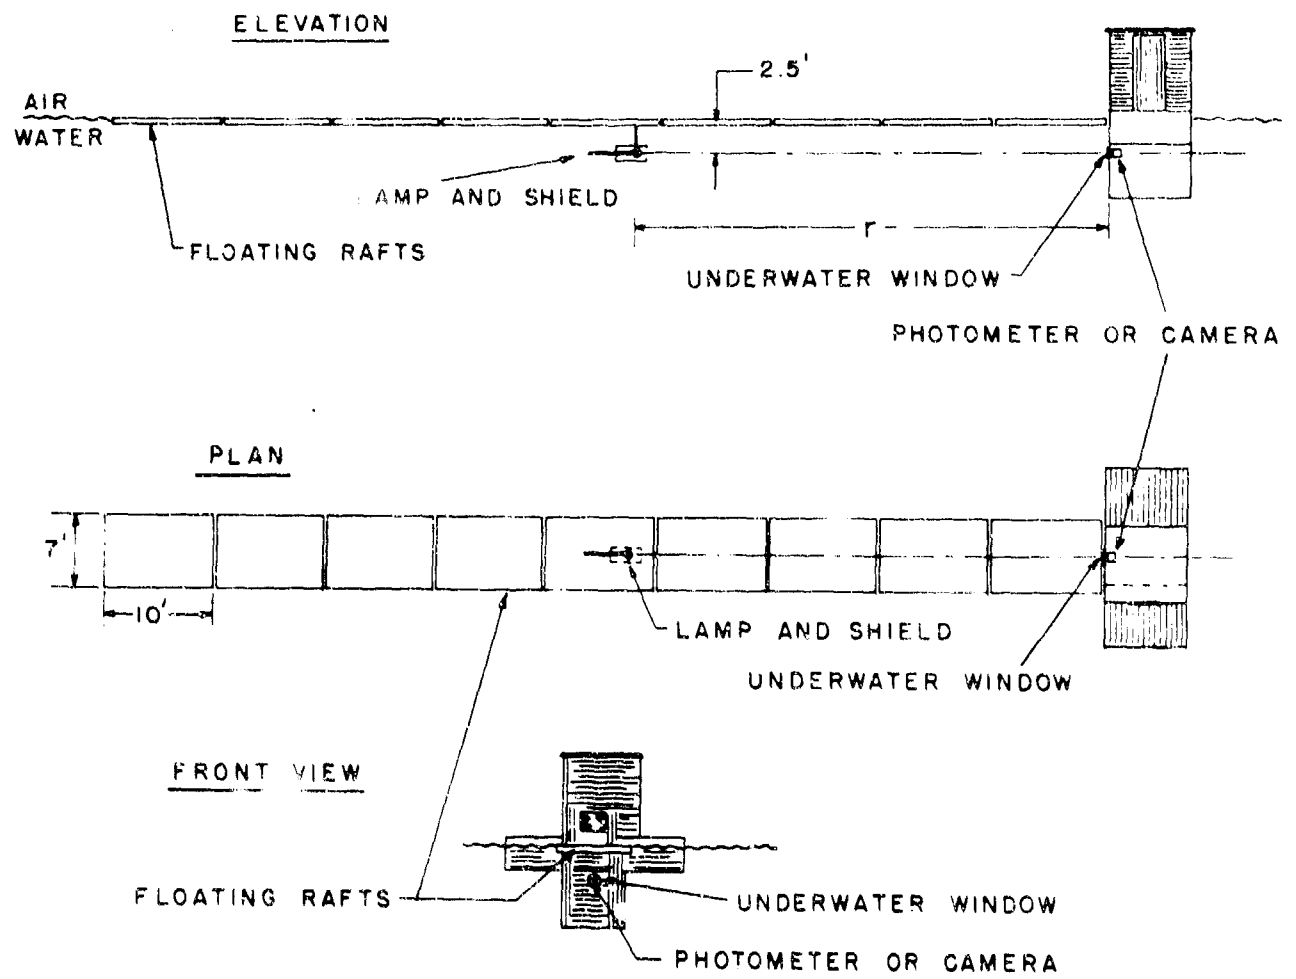 ELEVATION
2.5'
AIR
WATER
LAMP AND SHIELD
r
FLOATING RAFTS
UNDERWATER WINDOW
PHOTOMETER OR CAMERA
PLAN
7'
10'
LAMP AND SHIELD
UNDERWATER WINDOW
FRONT VIEW
FLOATING RAFTS
UNDERWATER WINDOW
PHOTOMETER OR CAMERA